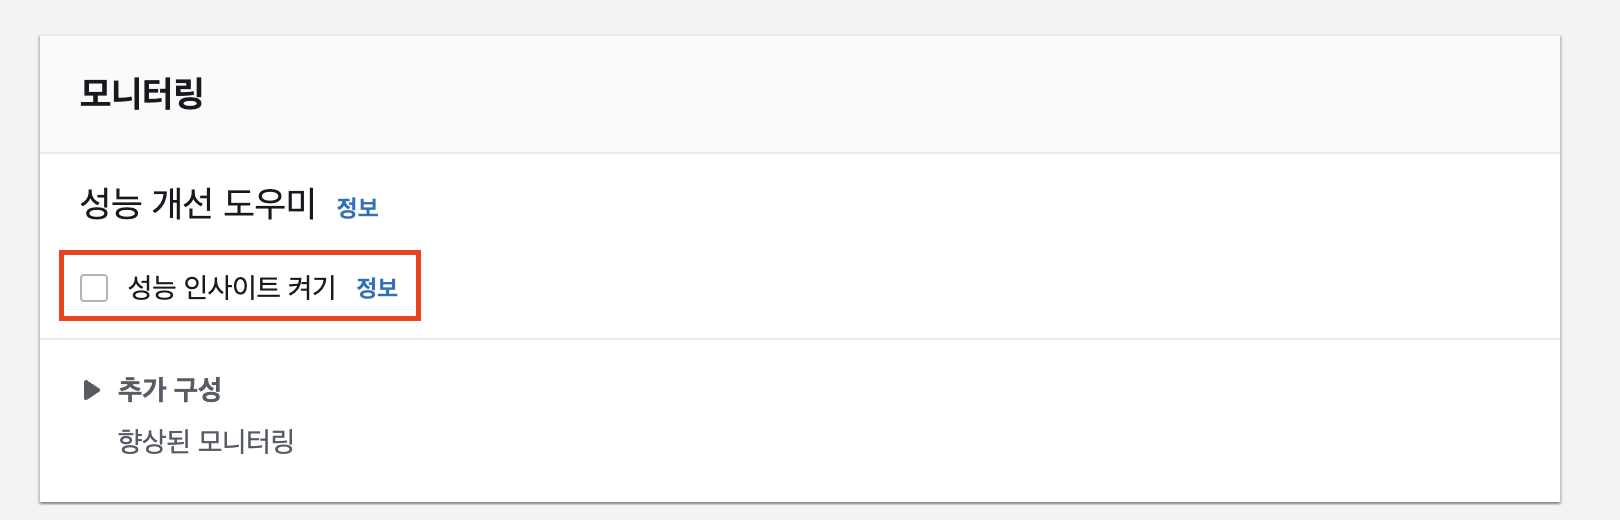 모니터링
성능 개선 도우미 정보
성능 인사이트 켜기 정보
추가 구성
향상된 모니터링